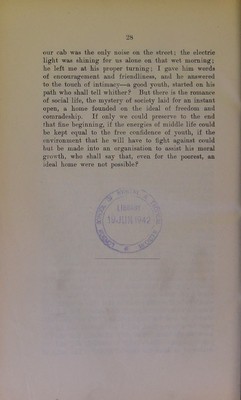 28
our cab was the only noise on the street; the electric
light was shining for us alone on that wet morning;
he left me at his proper turning; I gave him words
of encouragement and friendliness, and he answered
to the touch of intimacy—a good youth, started on his
path who shall tell whither? But there is the romance
of social life, the mystery of society laid for an instant
open, a home founded on the ideal of freedom and
comradeship. If only we could preserve to the end
that fine beginning, if the energies of middle life could
be kept equal to the free confidence of youth, if the
environment that he will have to fight against could
but be made into an organisation to assist his moral
growth, who shall say that, even for the poorest, an
ideal home were not possible?
LIBRARY